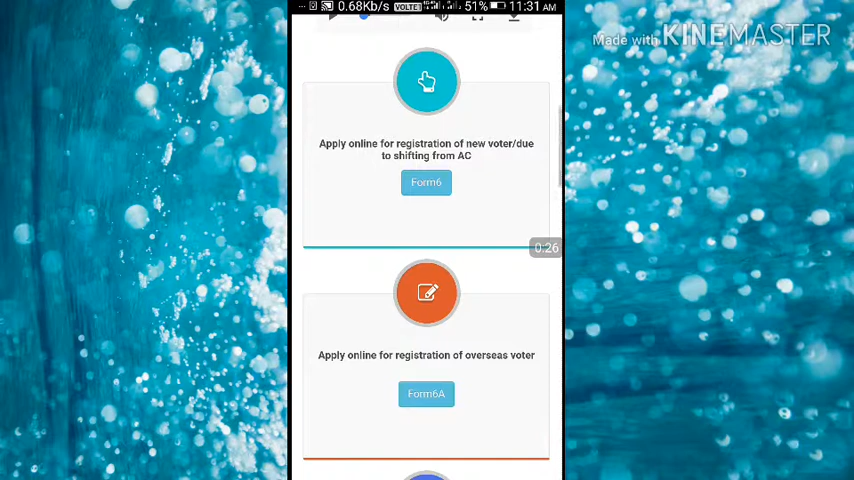 0.68Kb/s VOLTE 51% 11:31 AM
Made with KINEMASTER
Apply online for registration of new voter/due
to shifting from AC
Form6
0:26
Apply online for registration of overseas voter
Form6A